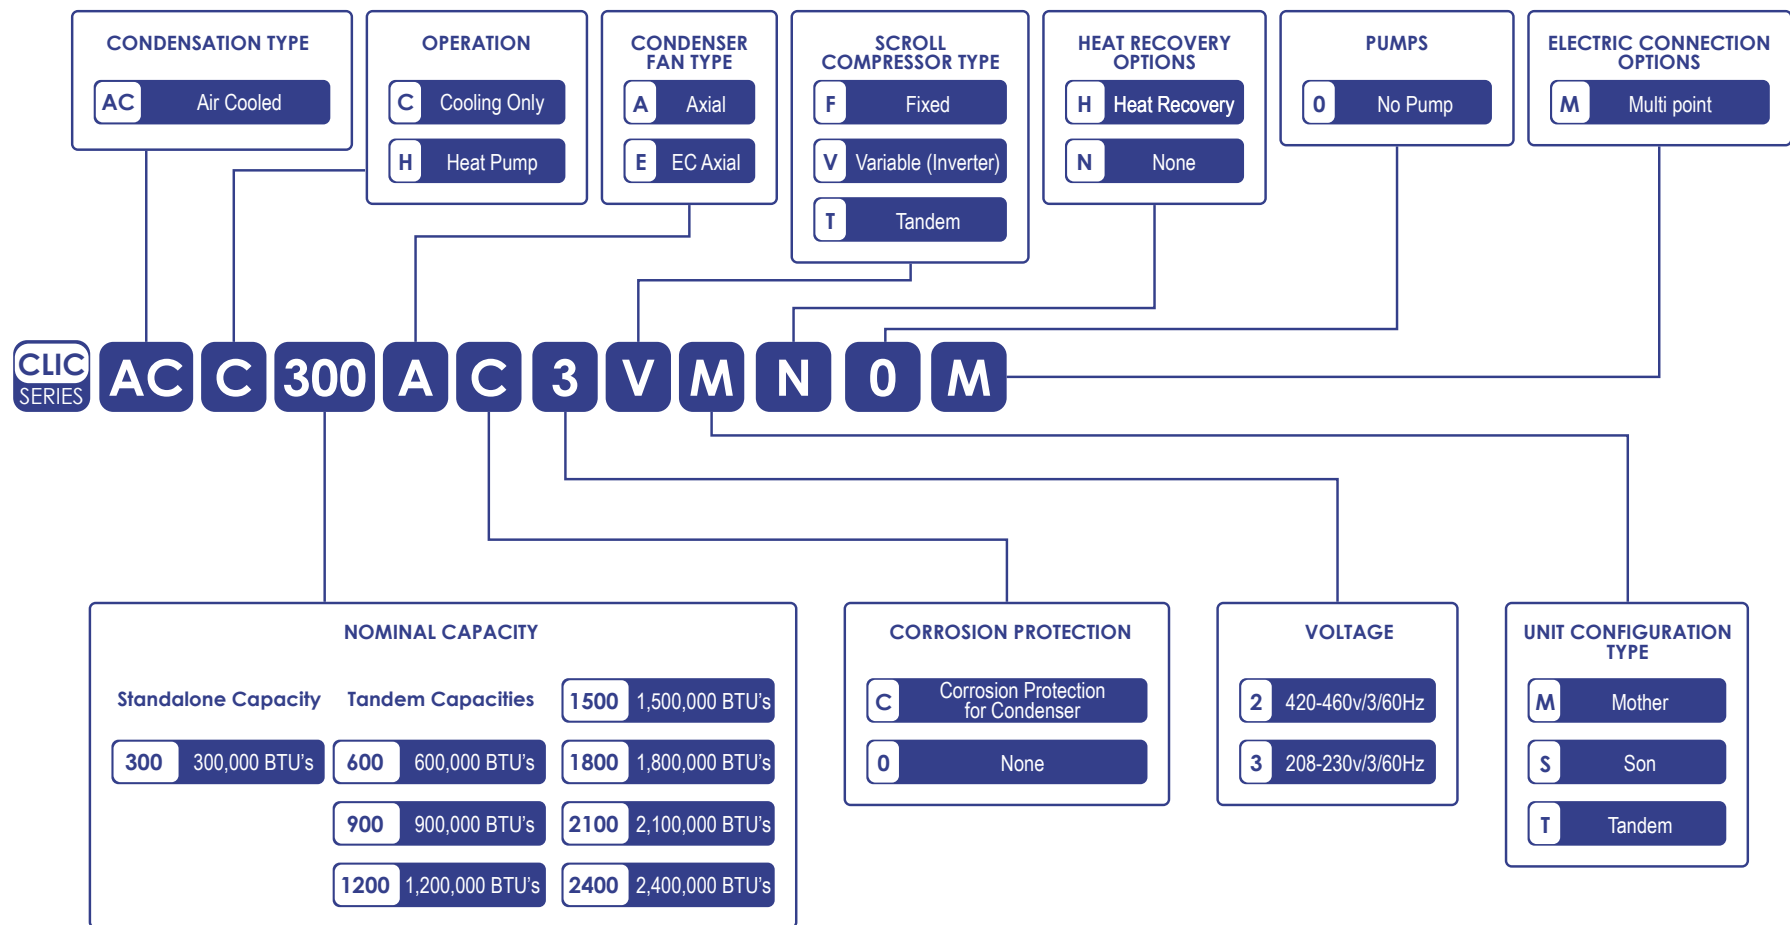 CONDENSATION TYPE
AC Air Cooled
OPERATION
C Cooling Only
H Heat Pump
CONDENSER
FAN TYPE
A Axial
E EC Axial
SCROLL
COMPRESSOR TYPE
F Fixed
V Variable (Inverter)
T Tandem
HEAT RECOVERY
OPTIONS
H Heat Recovery
N None
PUMPS
0 No Pump
ELECTRIC CONNECTION
OPTIONS
M Multi point
CLIC
SERIES
AC C 300 A C 3 V M N 0 M
NOMINAL CAPACITY
Standalone Capacity
300 300,000 BTU's
Tandem Capacities
600 600,000 BTU's
900 900,000 BTU's
1200 1,200,000 BTU's
1500 1,500,000 BTU's
1800 1,800,000 BTU's
2100 2,100,000 BTU's
2400 2,400,000 BTU's
CORROSION PROTECTION
C Corrosion Protection
for Condenser
0 None
VOLTAGE
2 420-460v/3/60Hz
3 208-230v/3/60Hz
UNIT CONFIGURATION
TYPE
M Mother
S Son
T Tandem